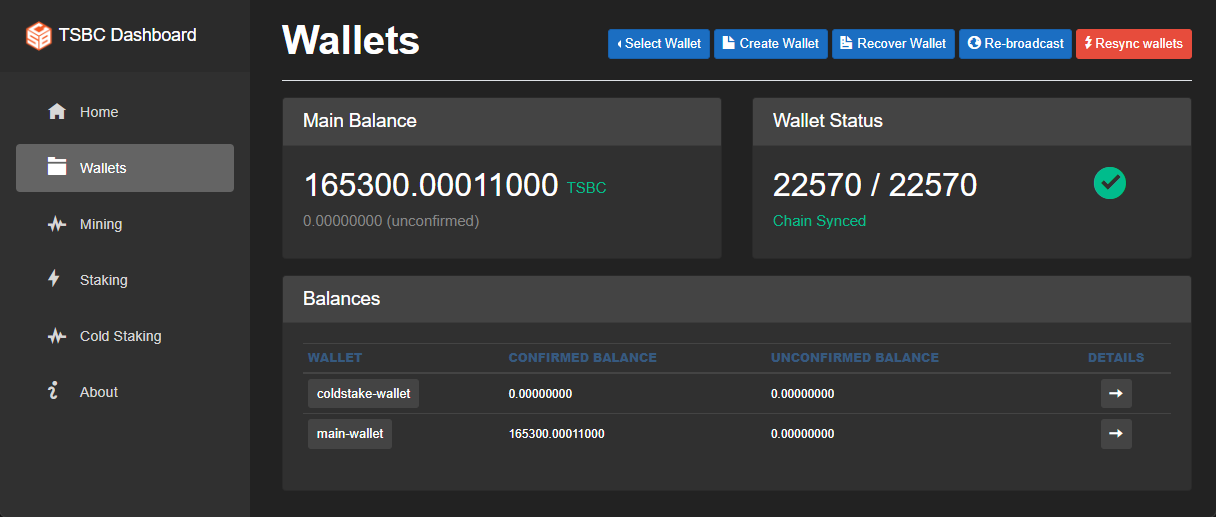 TSBC Dashboard
Home
Wallets
Mining
Staking
Cold Staking
About
Wallets
Select Wallet Create Wallet Recover Wallet Re-broadcast Resync wallets
Main Balance
165300.00011000 TSBC
0.00000000 (unconfirmed)
Wallet Status
22570 / 22570
Chain Synced
Balances
WALLET CONFIRMED BALANCE UNCONFIRMED BALANCE DETAILS
coldstake-wallet 0.00000000 0.00000000
main-wallet 165300.00011000 0.00000000